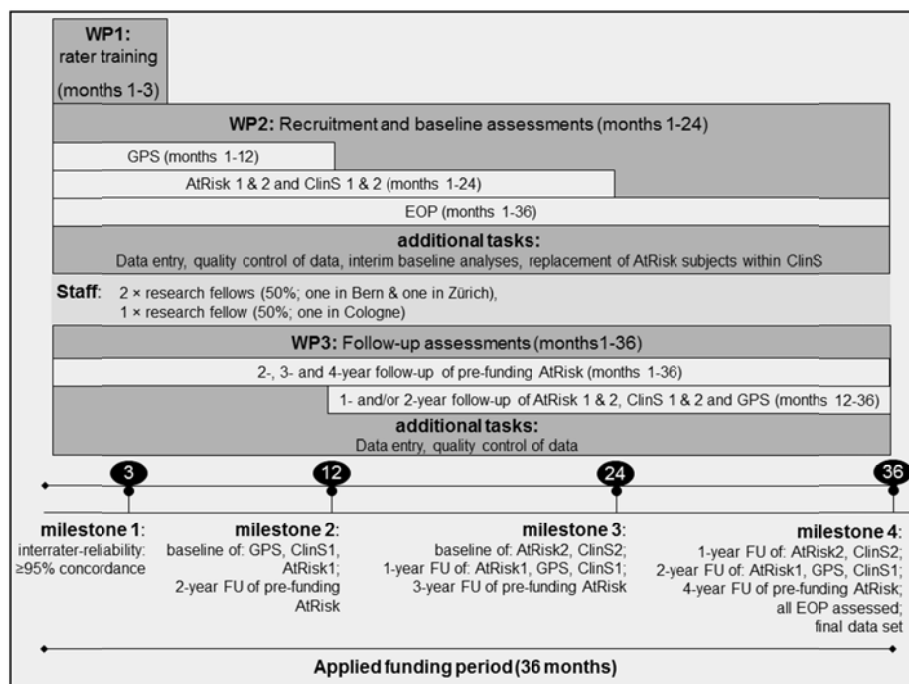 WP1:
rater training
(months 1-3)
WP2: Recruitment and baseline assessments (months 1-24)
GPS (months 1-12)
AtRisk 1 & 2 and ClinS 1 & 2 (months 1-24)
EOP (months 1-36)
additional tasks:
Data entry, quality control of data, interim baseline analyses, replacement of AtRisk subjects within ClinS
Staff: 2 × research fellows (50%; one in Bern & one in Zürich),
1 × research fellow (50%; one in Cologne)
WP3: Follow-up assessments (months1-36)
2-, 3- and 4-year follow-up of pre-funding AtRisk (months 1-36)
1- and/or 2-year follow-up of AtRisk 1 & 2, ClinS 1 & 2 and GPS (months 12-36)
additional tasks:
Data entry, quality control of data
3
12
24
36
milestone 1:
interrater-reliability:
≥95% concordance
milestone 2:
baseline of: GPS, ClinS1,
AtRisk1;
2-year FU of pre-funding
AtRisk
milestone 3:
baseline of: AtRisk2, ClinS2;
1-year FU of: AtRisk1, GPS, ClinS1;
3-year FU of pre-funding AtRisk
milestone 4:
1-year FU of: AtRisk2, ClinS2;
2-year FU of: AtRisk1, GPS, ClinS1;
4-year FU of pre-funding AtRisk;
all EOP assessed;
final data set
Applied funding period (36 months)